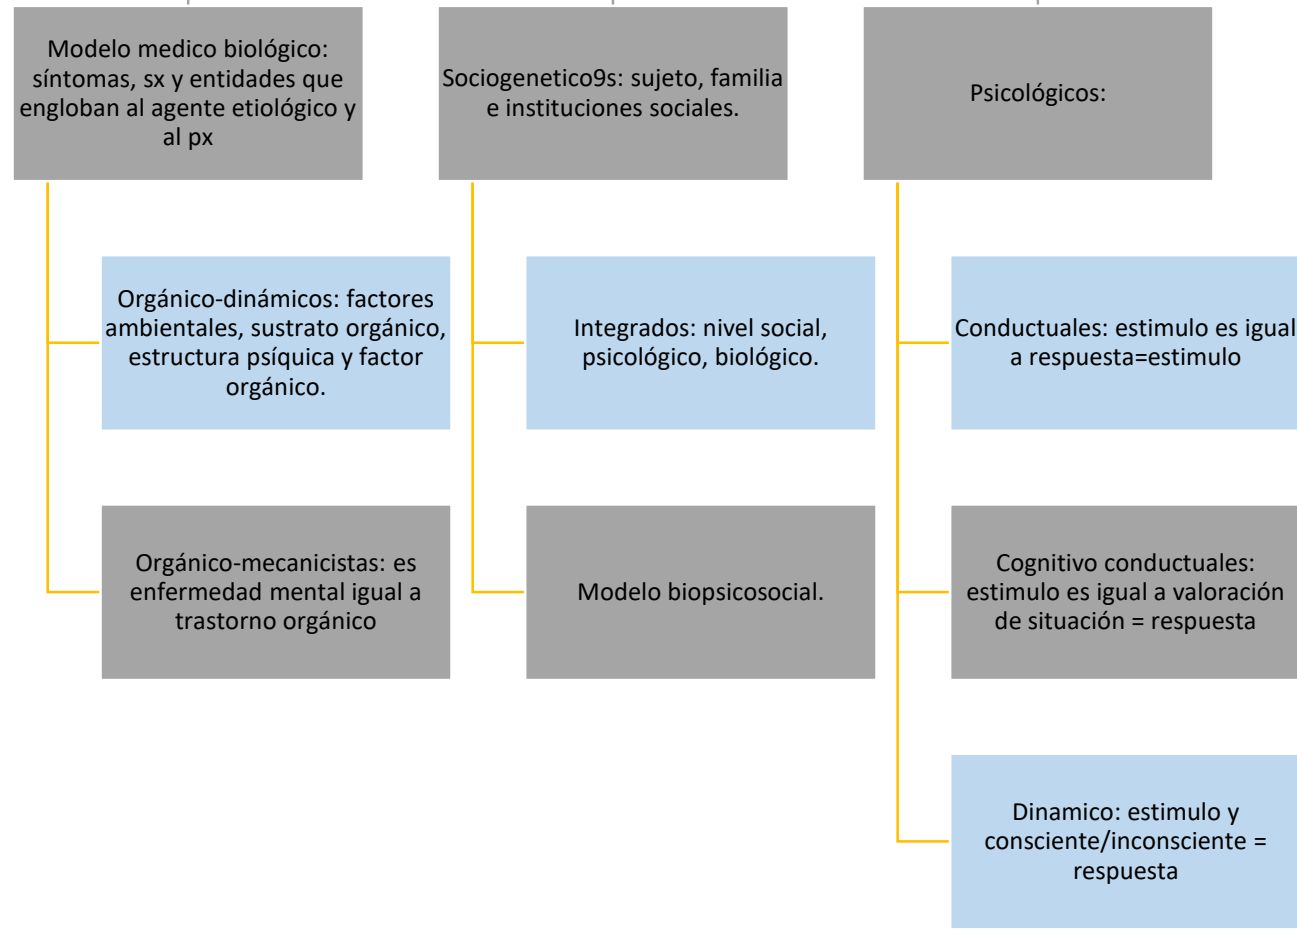 Modelo medico biológico:
síntomas, sx y entidades que
engloban al agente etiológico y
al px
Orgánico-dinámicos: factores
ambientales, sustrato orgánico,
estructura psíquica y factor
orgánico.
Orgánico-mecanicistas: es
enfermedad mental igual a
trastorno orgánico
Sociogenetico9s: sujeto, familia
e instituciones sociales.
Integrados: nivel social,
psicológico, biológico.
Modelo biopsicosocial.
Psicológicos:
Conductuales: estimulo es igual
a respuesta=estimulo
Cognitivo conductuales:
estimulo es igual a valoración
de situación = respuesta
Dinamico: estimulo y
consciente/inconsciente =
respuesta